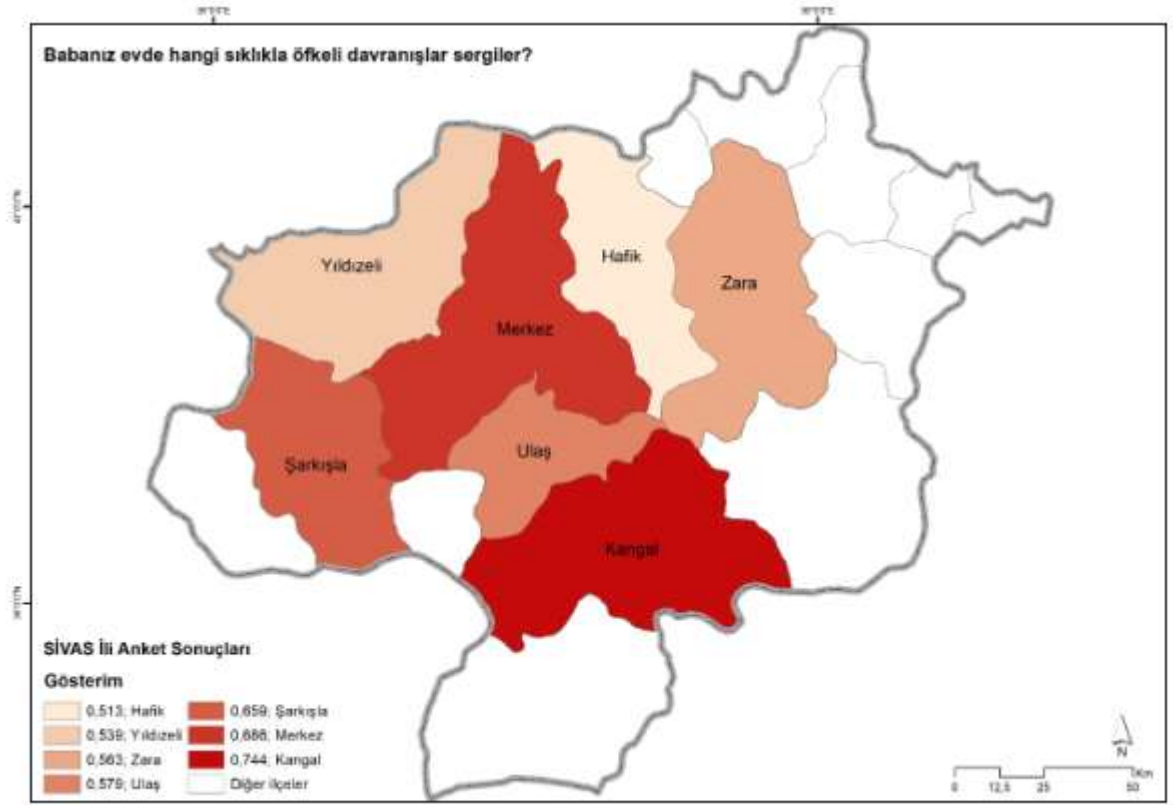 Babanız evde hangi sıklıkla öfkeli davranışlar sergiler?
Yıldızeli
Hafik
Zara
Merkez
Şarkışla
Ulaş
Kangal
SİVAS İli Anket Sonuçları
Gösterim
0,513; Hafik
0,539; Yıldızeli
0,563; Zara
0,579; Ulaş
0,659; Şarkışla
0,686; Merkez
0,744; Kangal
Diğer ilçeler
N
Km
0 12,5 25 50